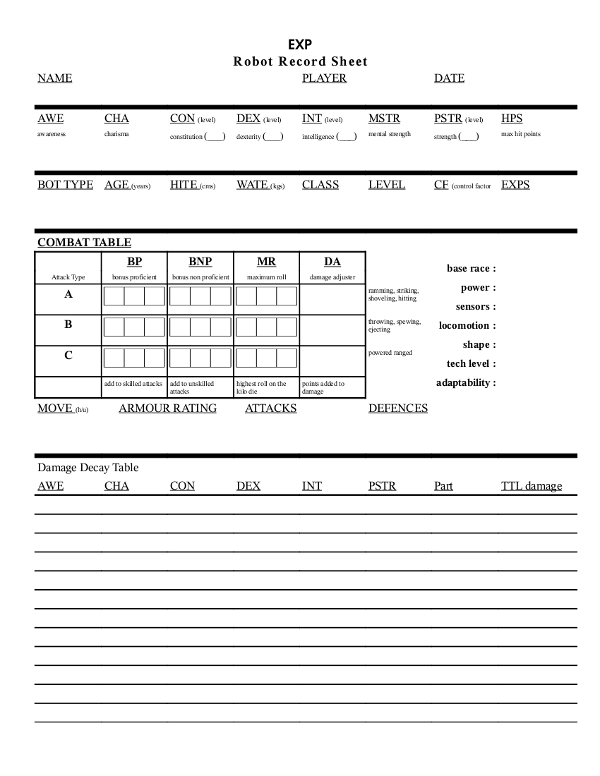 EXP
Robot Record Sheet
NAME PLAYER DATE
AWE CHA CON (level) DEX (level) INT (level) MSTR PSTR (level) HPS
awareness charisma constitution (___) dexterity (___) intelligence (___) mental strength strength (___) max hit points
BOT TYPE AGE (years) HITE (cms) WATE (kgs) CLASS LEVEL CF (control factor EXPS
COMBAT TABLE
BP BNP MR DA
Attack Type bonus proficient bonus non proficient maximum roll damage adjuster
base race :
A ramming, striking,
shoveling, hitting
power :
sensors :
B throwing, spewing,
ejecting
locomotion :
shape :
C powered ranged
tech level :
add to skilled attacks add to unskilled
attacks highest roll on the
kilo die points added to
damage
adaptability :
MOVE (h/u) ARMOUR RATING ATTACKS DEFENCES
Damage Decay Table
AWE CHA CON DEX INT PSTR Part TTL damage